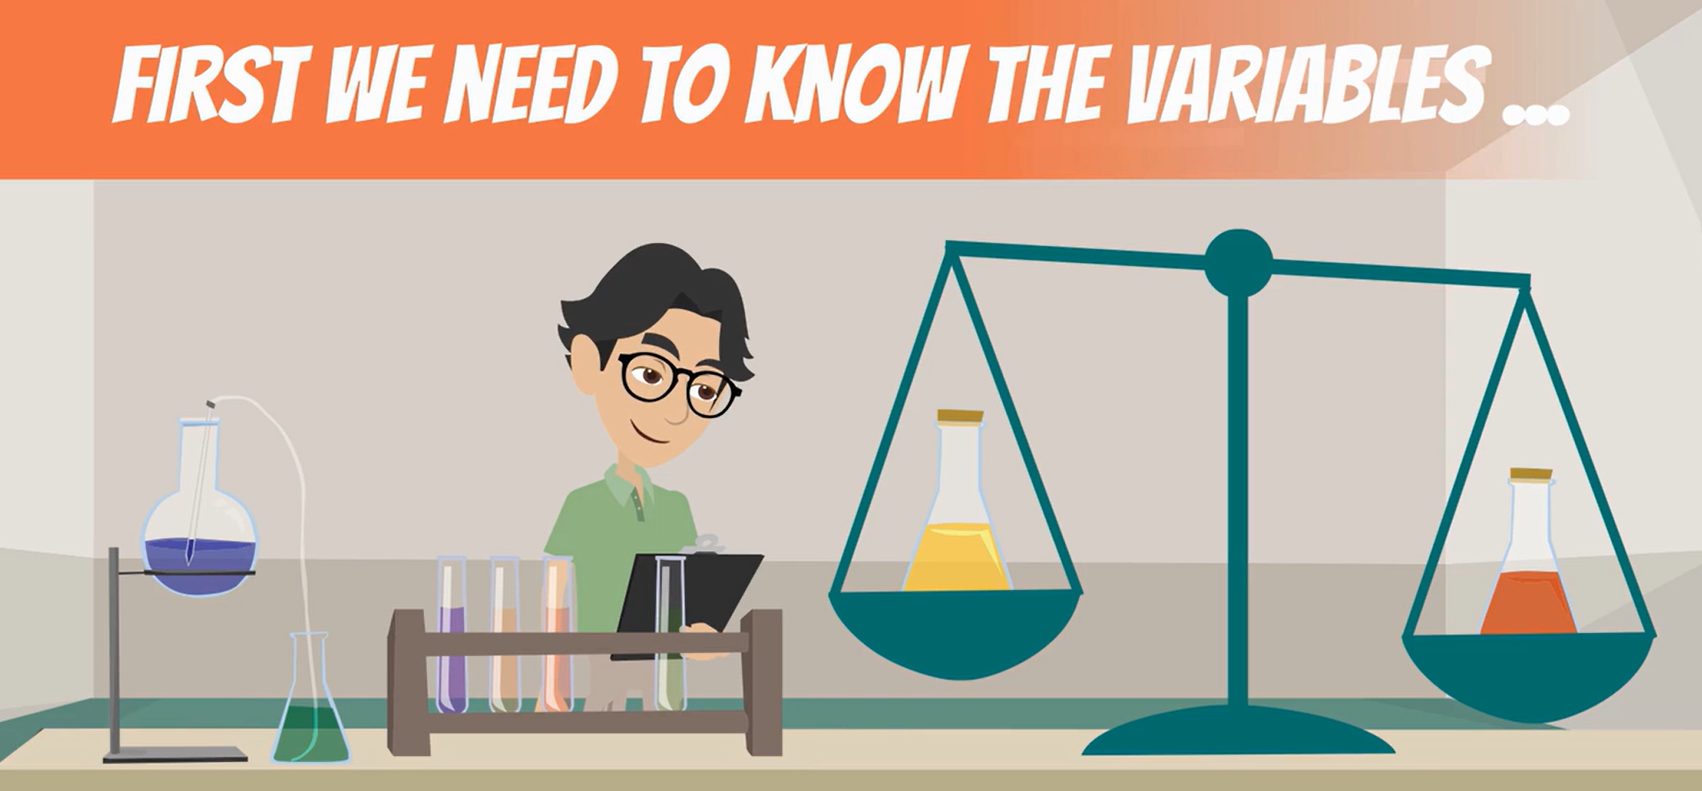 FIRST WE NEED TO KNOW THE VARIABLES ...